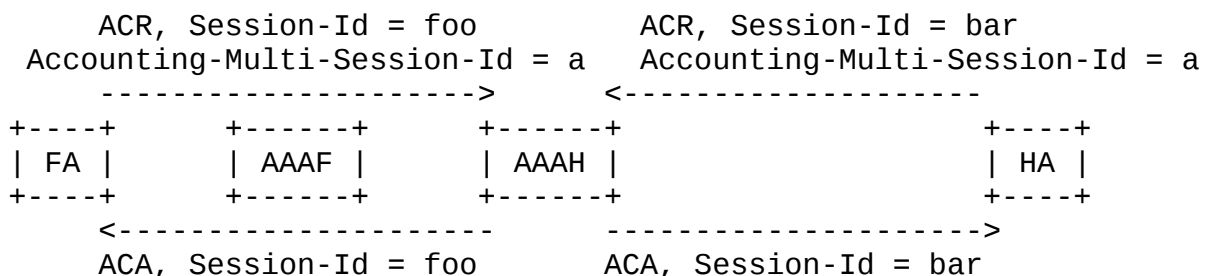 ACR, Session-Id = foo         ACR, Session-Id = bar
 Accounting-Multi-Session-Id = a   Accounting-Multi-Session-Id = a
     --------------------->       <---------------------
+----+      +------+      +------+                    +----+
| FA |      | AAAF |      | AAAH |                    | HA |
+----+      +------+      +------+                    +----+
     <---------------------      --------------------->
     ACA, Session-Id = foo       ACA, Session-Id = bar